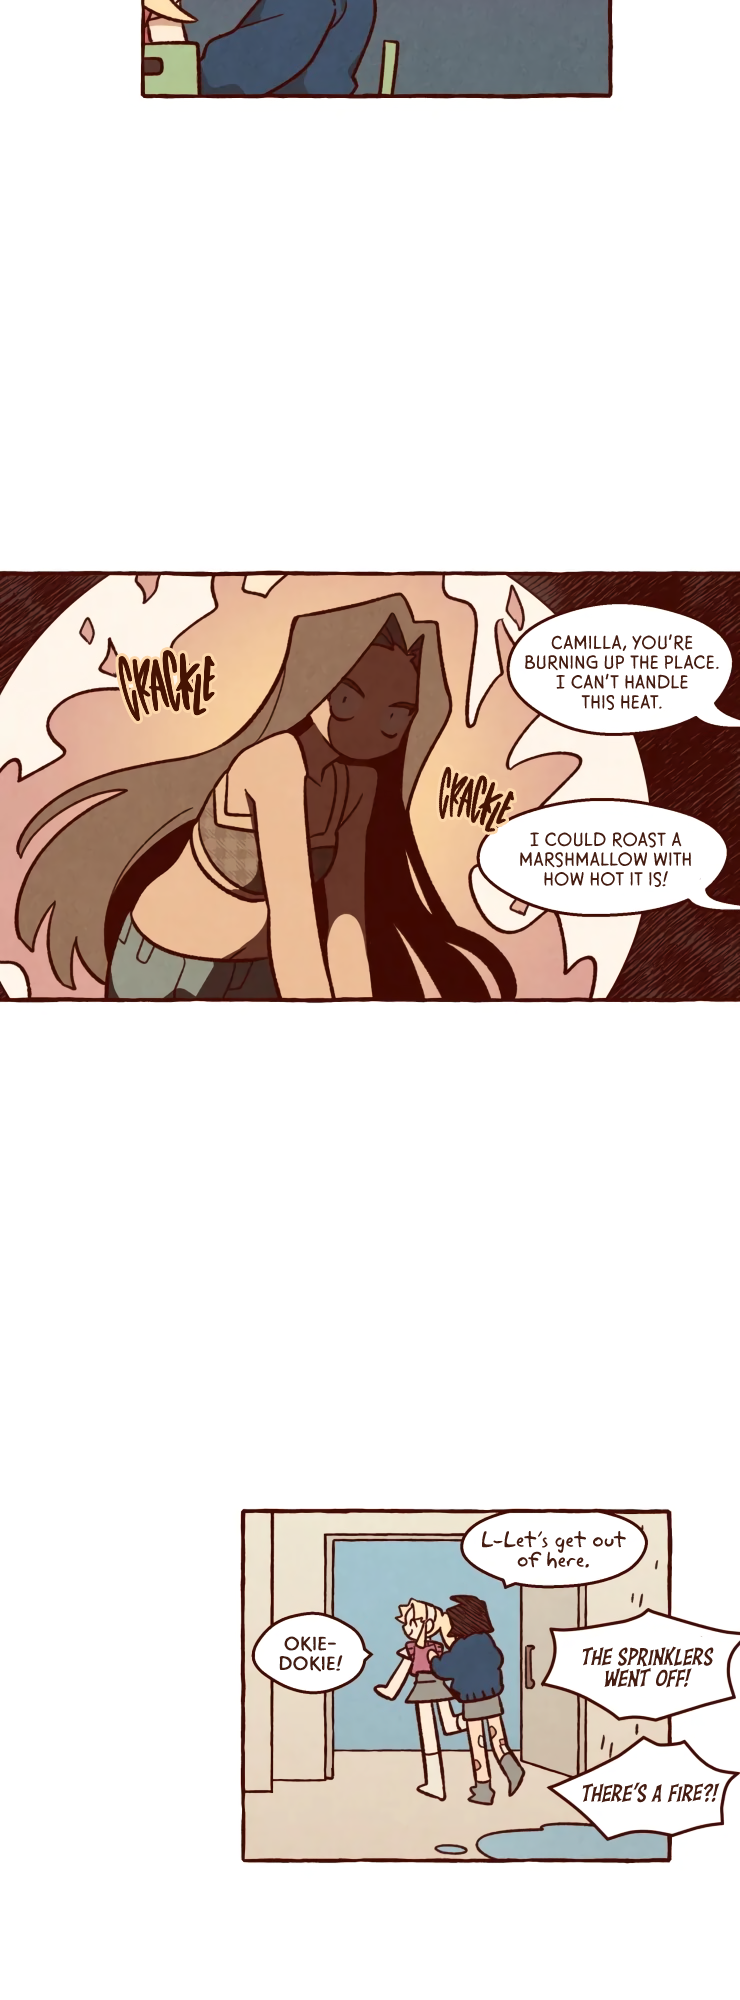 CRACKLE
CAMILLA, YOU'RE
BURNING UP THE PLACE.
I CAN'T HANDLE
THIS HEAT.
CRACKLE
I COULD ROAST A
MARSHMALLOW WITH
HOW HOT IT IS!
L-Let's get out
of here.
OKIE-
DOKIE!
THE SPRINKLERS
WENT OFF!
THERE'S A FIRE?!